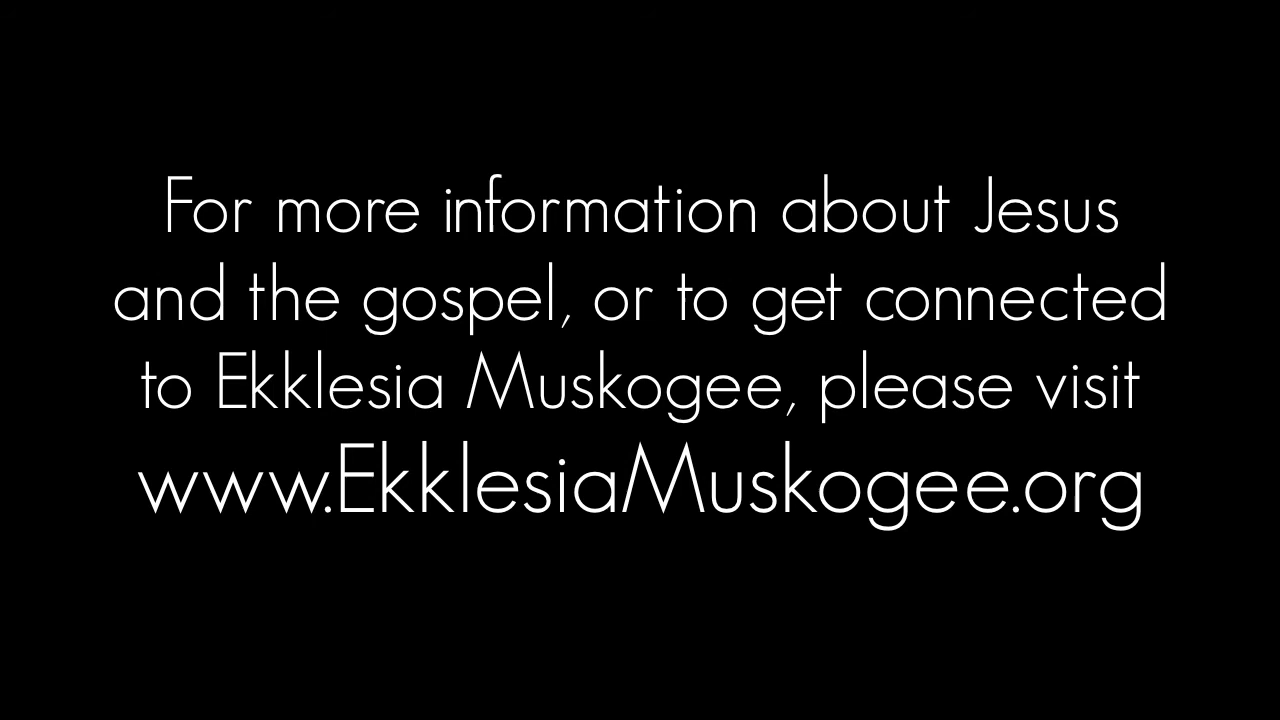 For more information about Jesus
and the gospel, or to get connected
to Ekklesia Muskogee, please visit
www.EkklesiaMuskogee.org